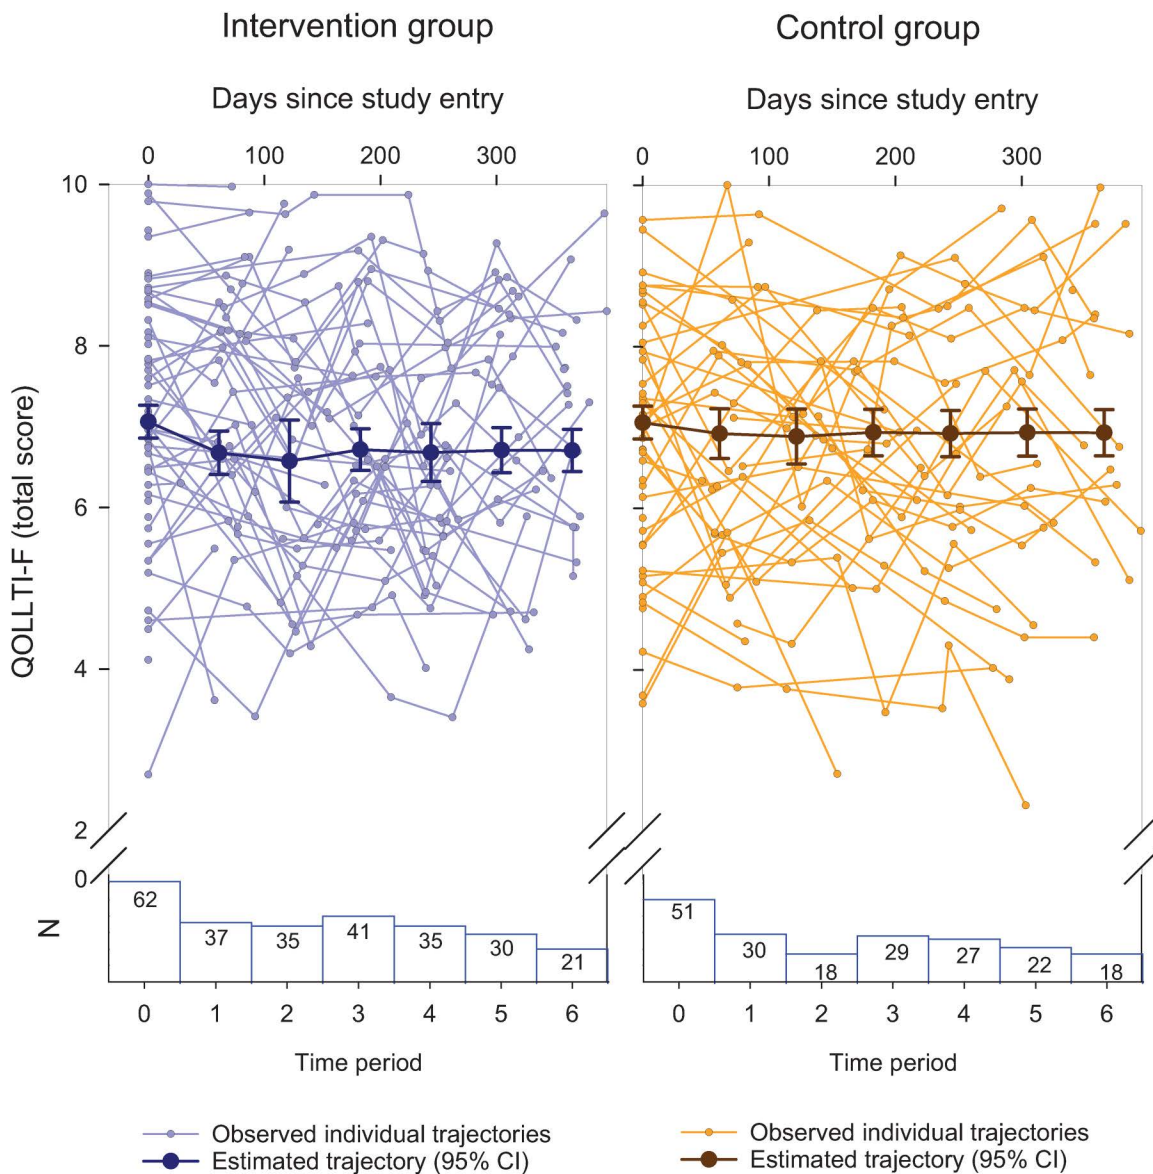 Intervention group
Control group
Days since study entry
Days since study entry
0 100 200 300
0 100 200 300
QOLLTI-F (total score)
10
8
6
4
2
0
N
62 37 35 41 35 30 21
51 30 18 29 27 22 18
0 1 2 3 4 5 6
0 1 2 3 4 5 6
Time period
Time period
Observed individual trajectories
Estimated trajectory (95% CI)
Observed individual trajectories
Estimated trajectory (95% CI)